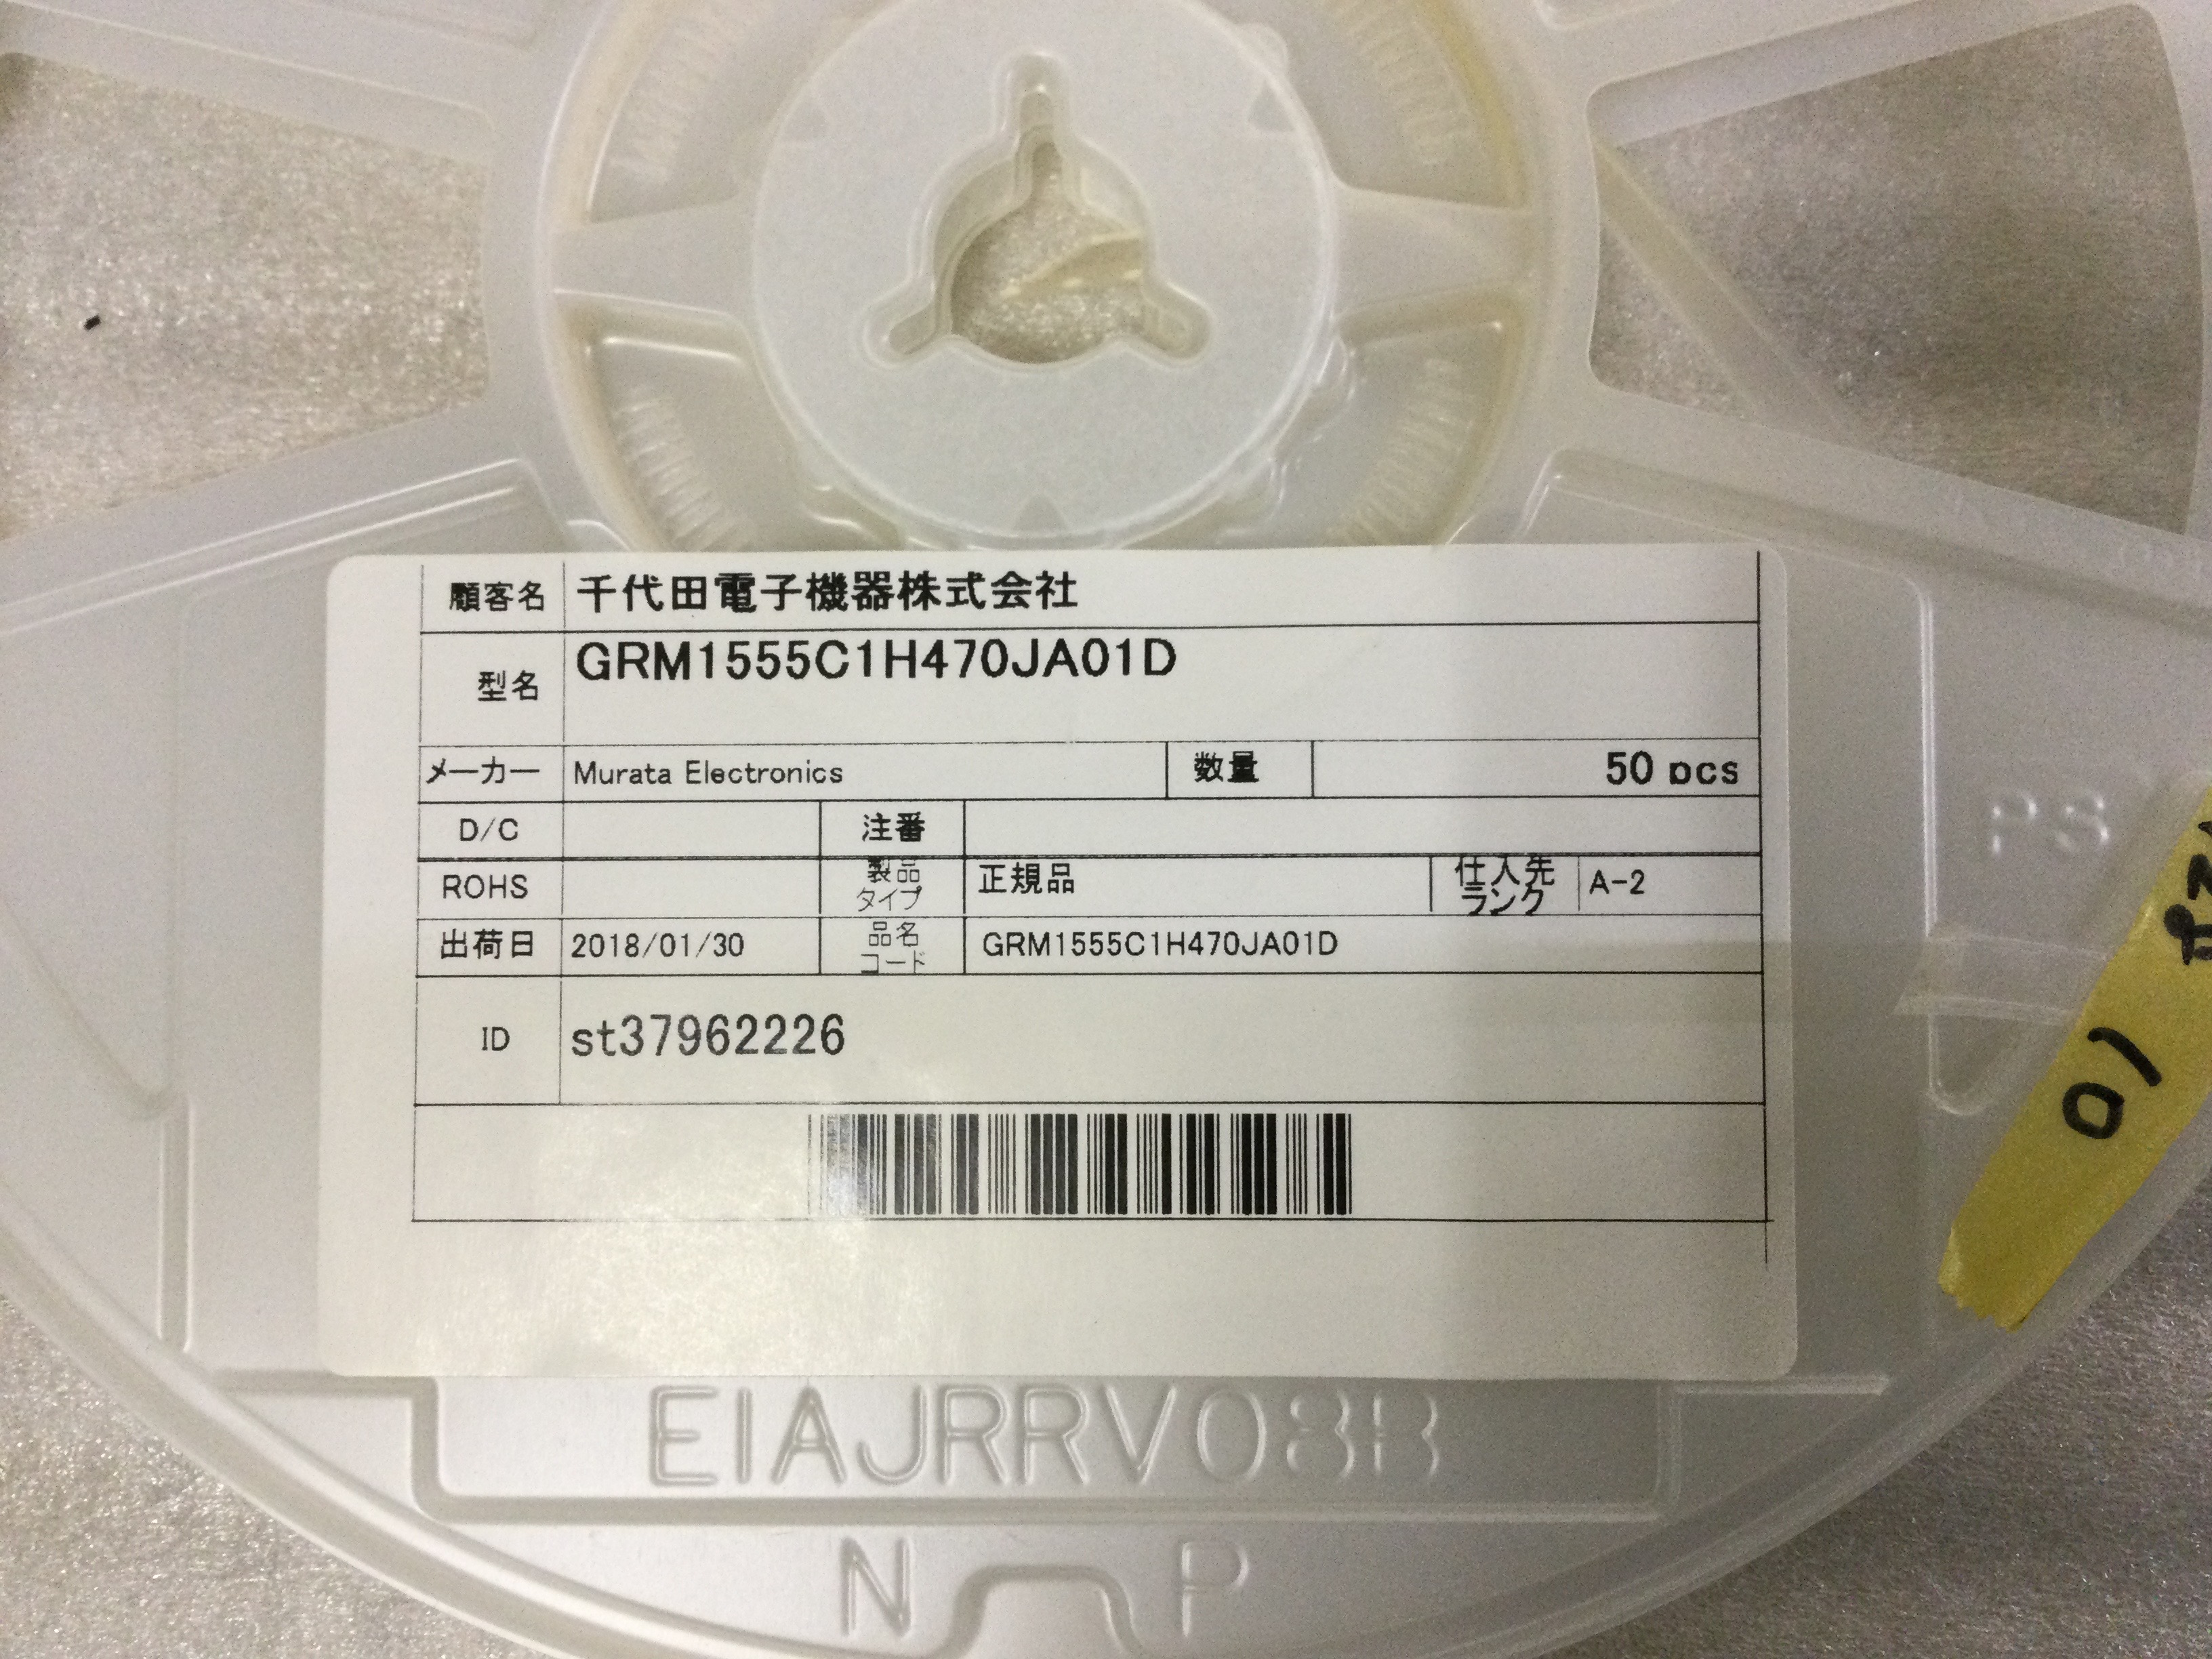 顧客名 千代田電子機器株式会社
型名 GRM1555C1H470JA01D
メーカー Murata Electronics 数量 50 pcs
D/C 注番
ROHS 製品タイプ 正規品 仕入先ランク A-2
出荷日 2018/01/30 品名コード GRM1555C1H470JA01D
ID st37962226
PS
01
EIAJRRV08B
N P